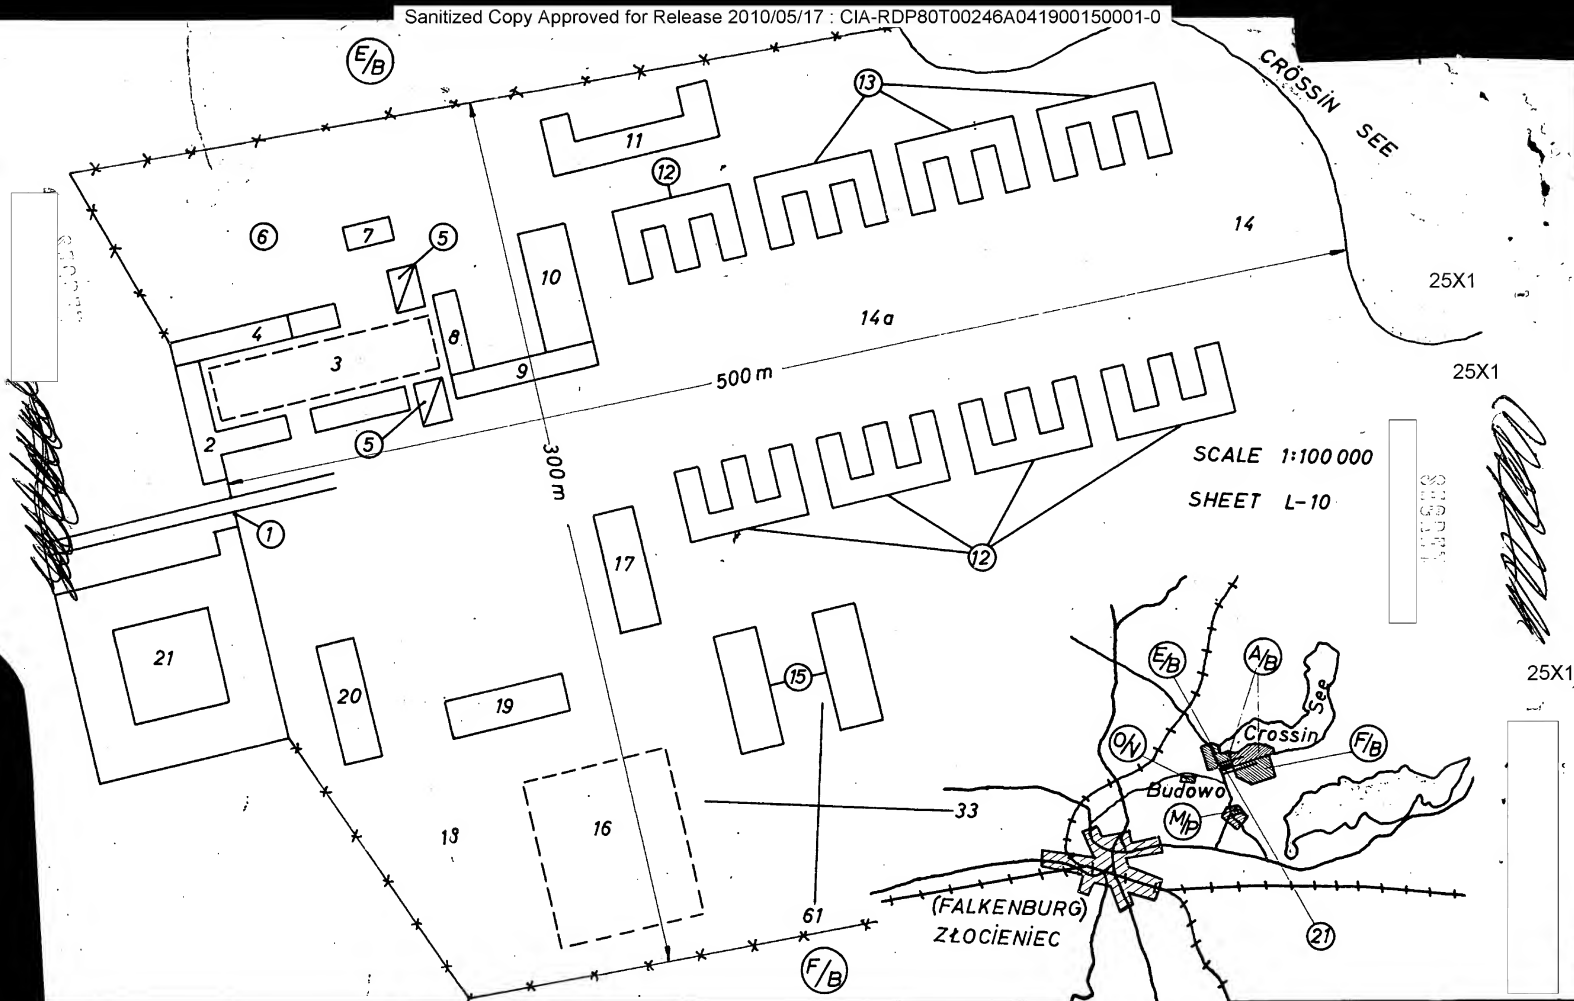 Sanitized Copy Approved for Release 2010/05/17 : CIA-RDP80T00246A041900150001-0
E/B
CRÖSSIN SEE
13
11
12
6
7
5
14
10
25X1
4
14a
8
3
9
500 m
25X1
2
5
300 m
SCALE 1:100 000
SHEET L-10
1
12
17
21
E/B
A/B
25X1
15
20
19
See
Crossin
O/V
F/B
Budowo
M/P
33
16
18
61
(FALKENBURG)
ZŁOCIENIEC
21
F/B